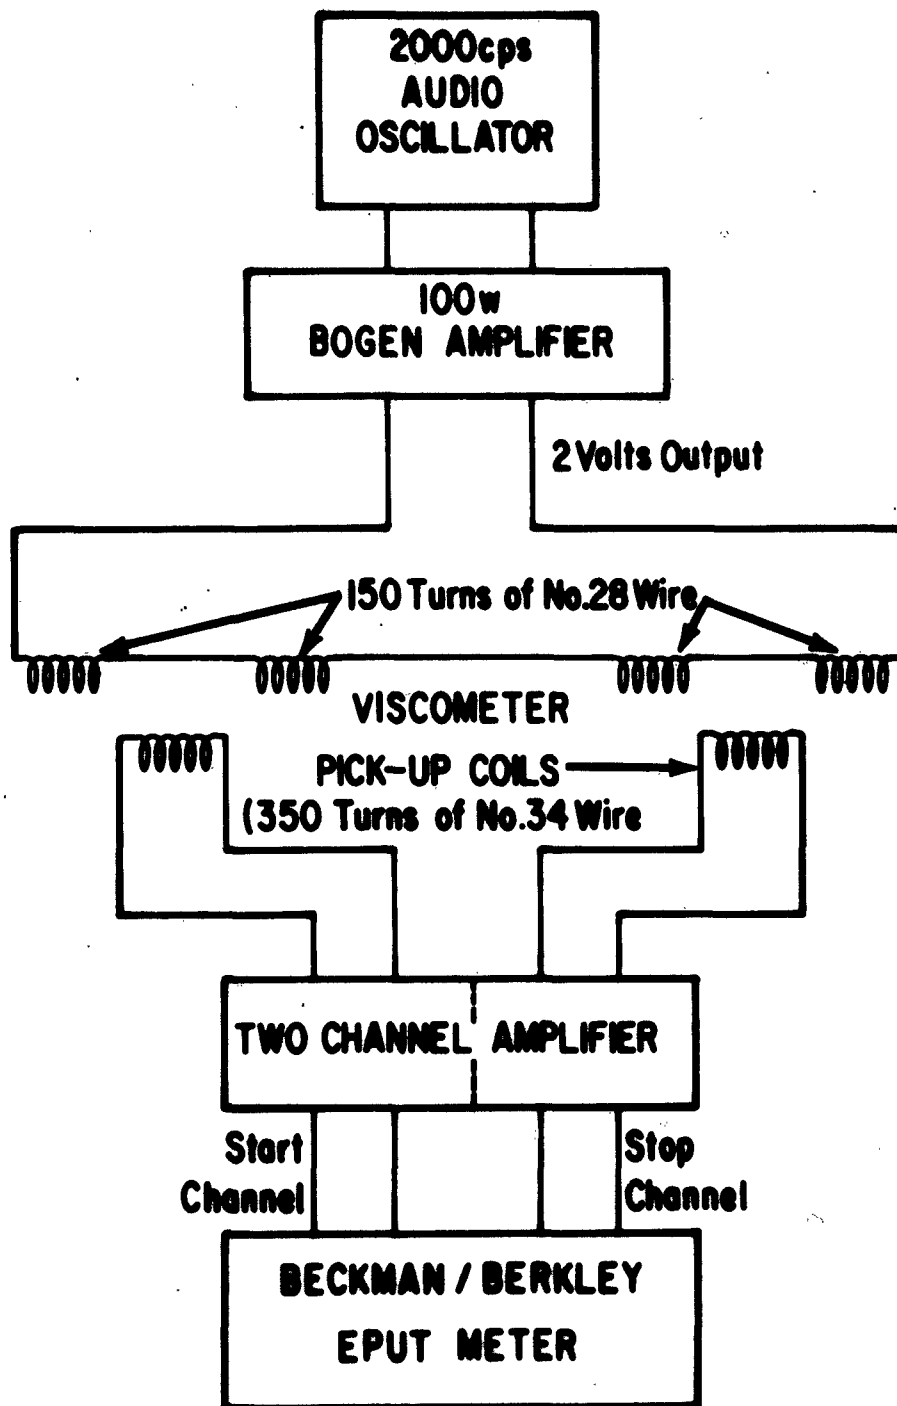 2000cps
AUDIO
OSCILLATOR
100w
BOGEN AMPLIFIER
2 Volts Output
150 Turns of No.28 Wire
VISCOMETER
PICK-UP COILS
(350 Turns of No.34 Wire
TWO CHANNEL AMPLIFIER
Start
Channel
Stop
Channel
BECKMAN / BERKLEY
EPUT METER